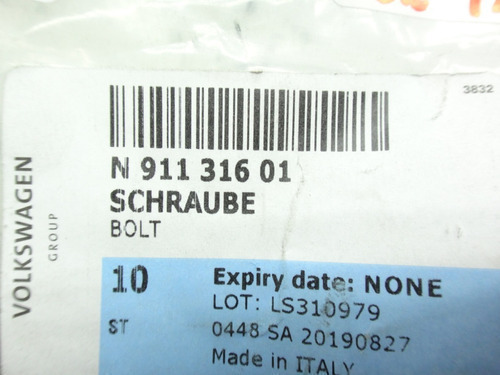 3832
N 911 316 01
SCHRAUBE
BOLT
VOLKSWAGEN
GROUP
10
ST
Expiry date: NONE
LOT: LS310979
0448 SA 20190827
Made in ITALY